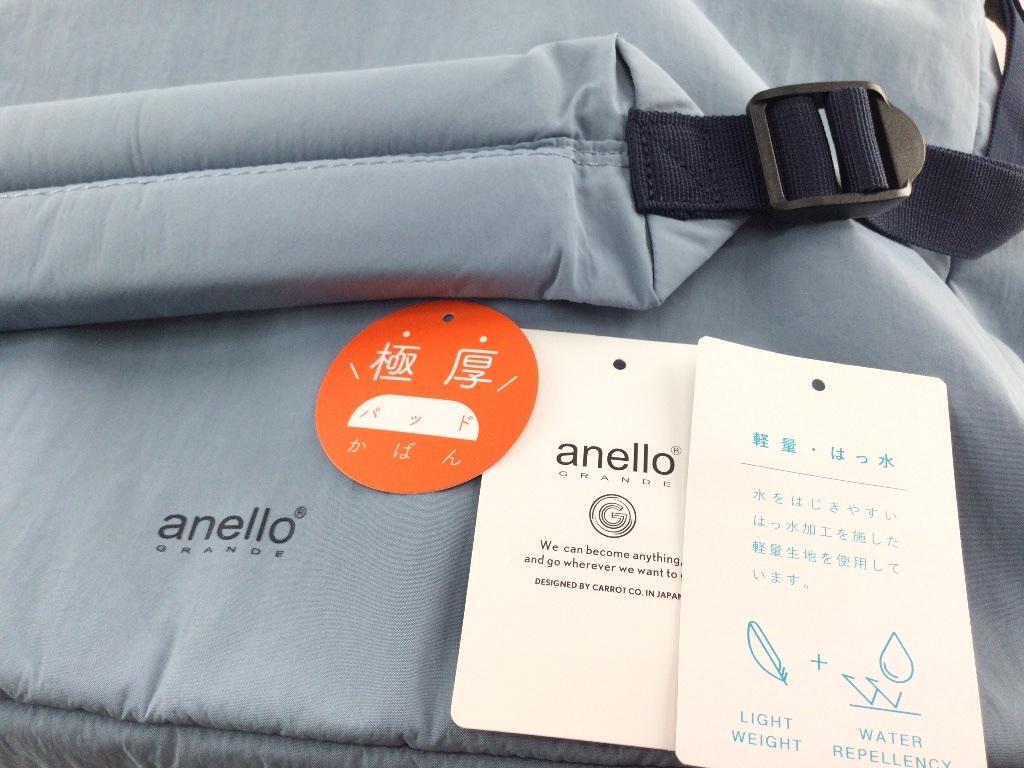 極厚
パッド
かばん
anello®
GRANDE
anello®
GRANDE
G
We can become anything,
and go wherever we want to
DESIGNED BY CARROT CO. IN JAPAN
軽量・はっ水
水をはじきやすい
はっ水加工を施した
軽量生地を使用して
います。
+
LIGHT
WEIGHT
WATER
REPELLENCY